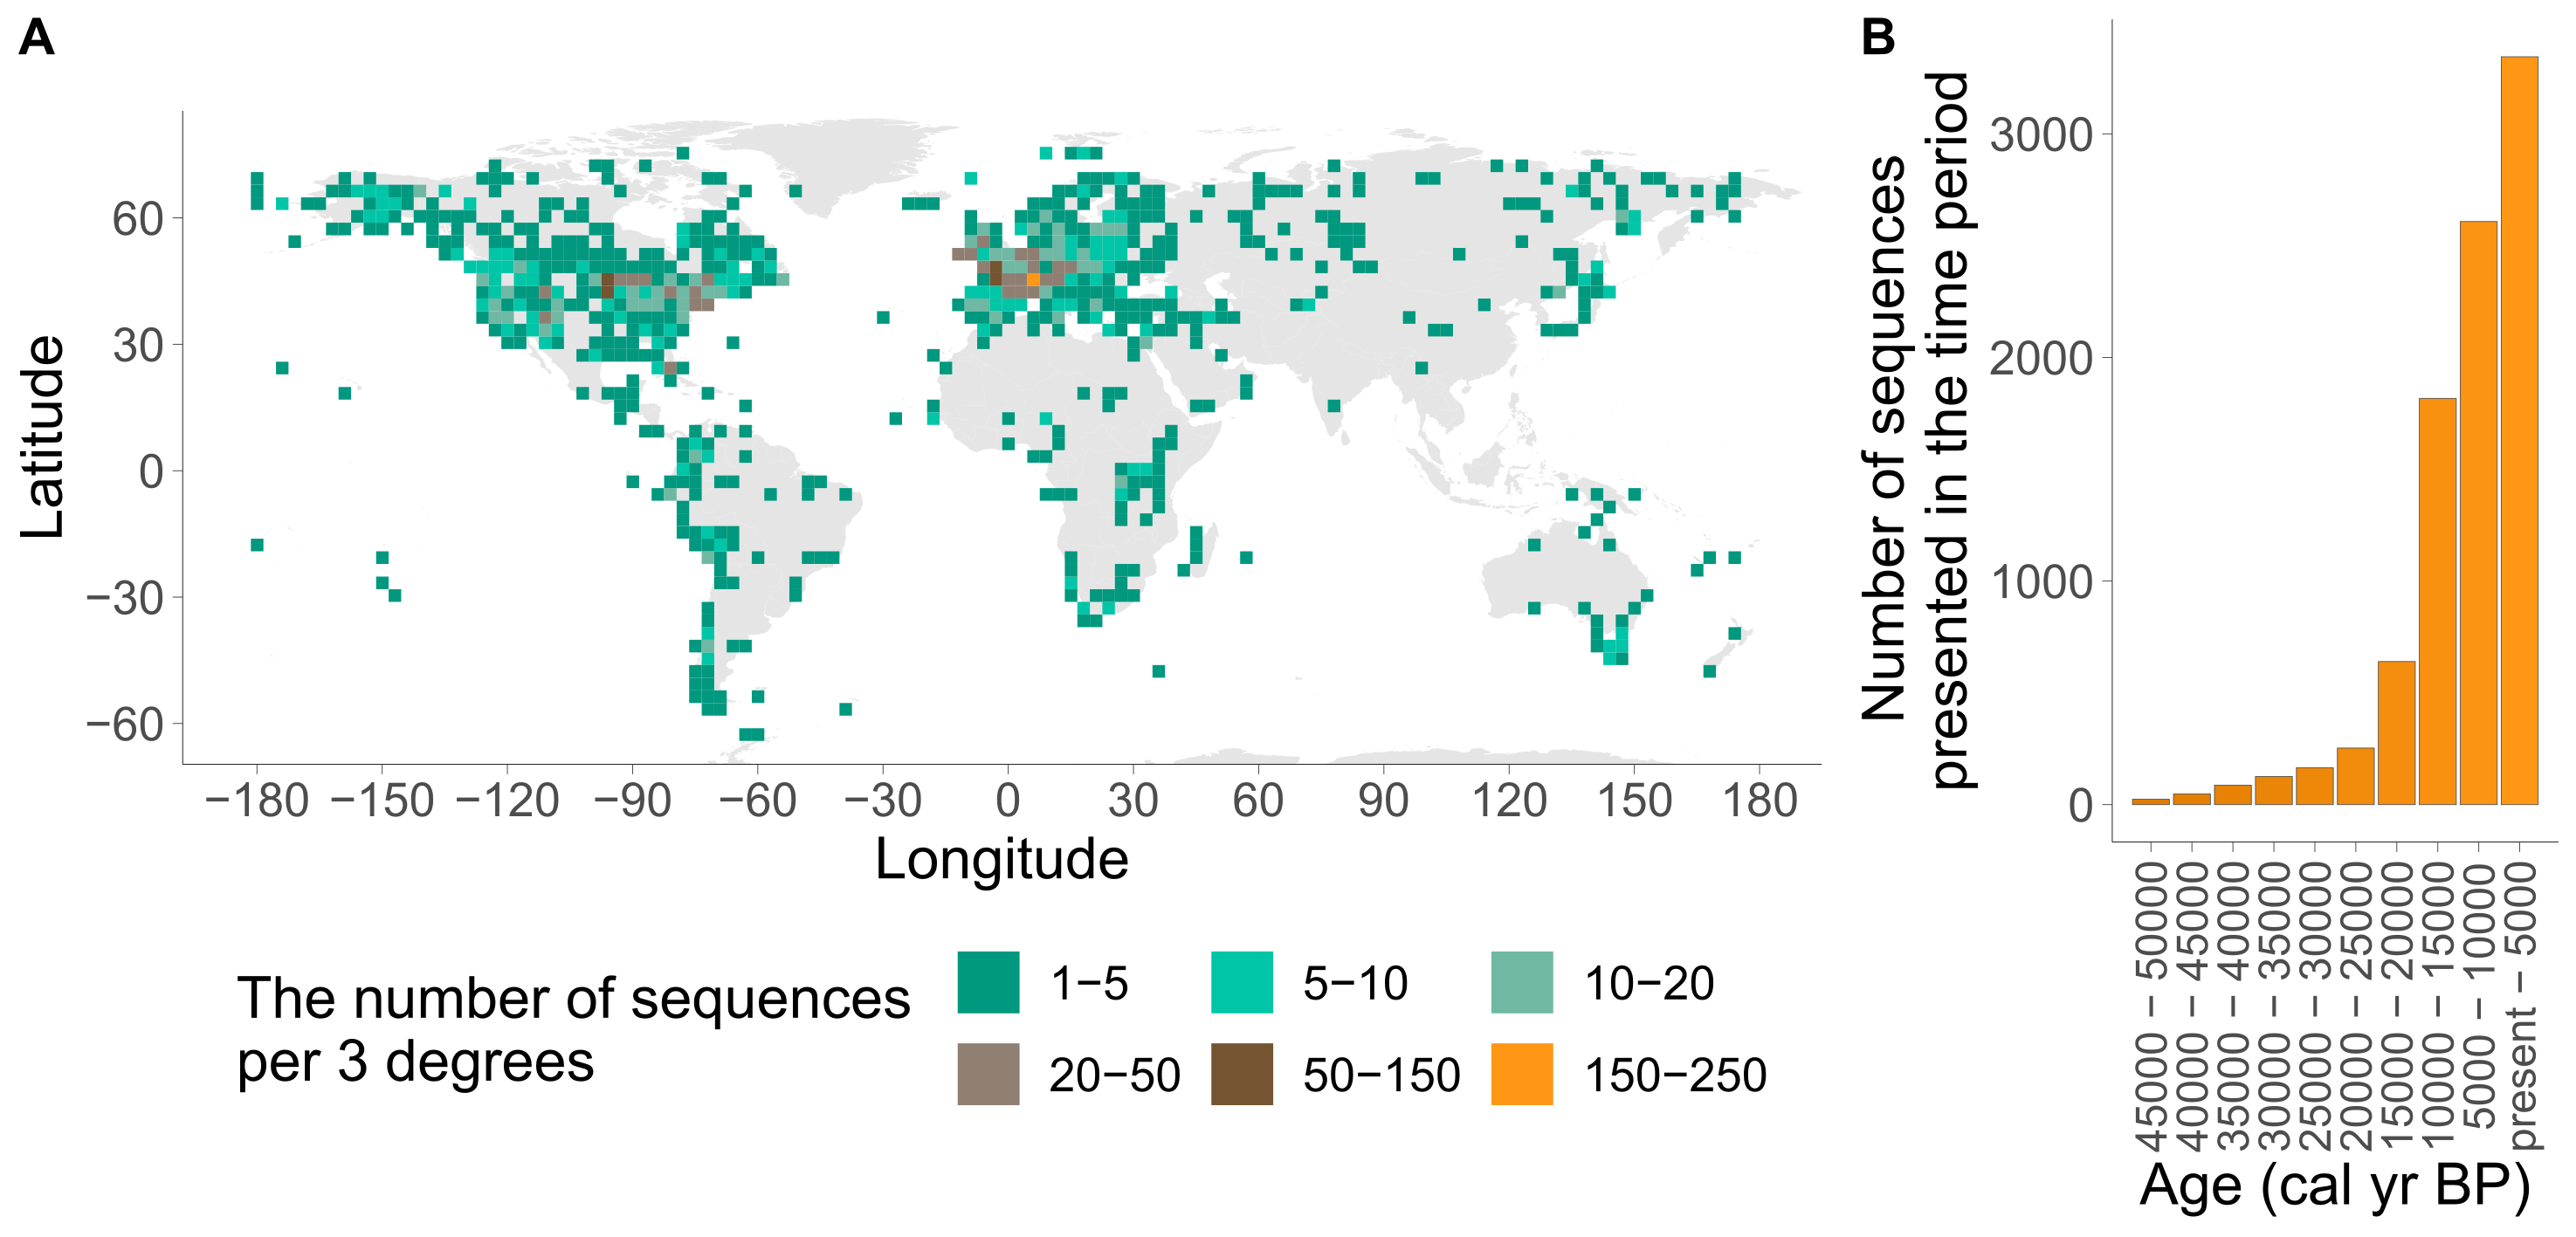 A
Latitude
60
30
0
−30
−60
−180 −150 −120 −90 −60 −30 0 30 60 90 120 150 180
Longitude
The number of sequences
per 3 degrees
1−5 5−10 10−20
20−50 50−150 150−250
B
Number of sequences
presented in the time period
3000
2000
1000
0
45000 − 50000
40000 − 45000
35000 − 40000
30000 − 35000
25000 − 30000
20000 − 25000
15000 − 20000
10000 − 15000
5000 − 10000
present − 5000
Age (cal yr BP)